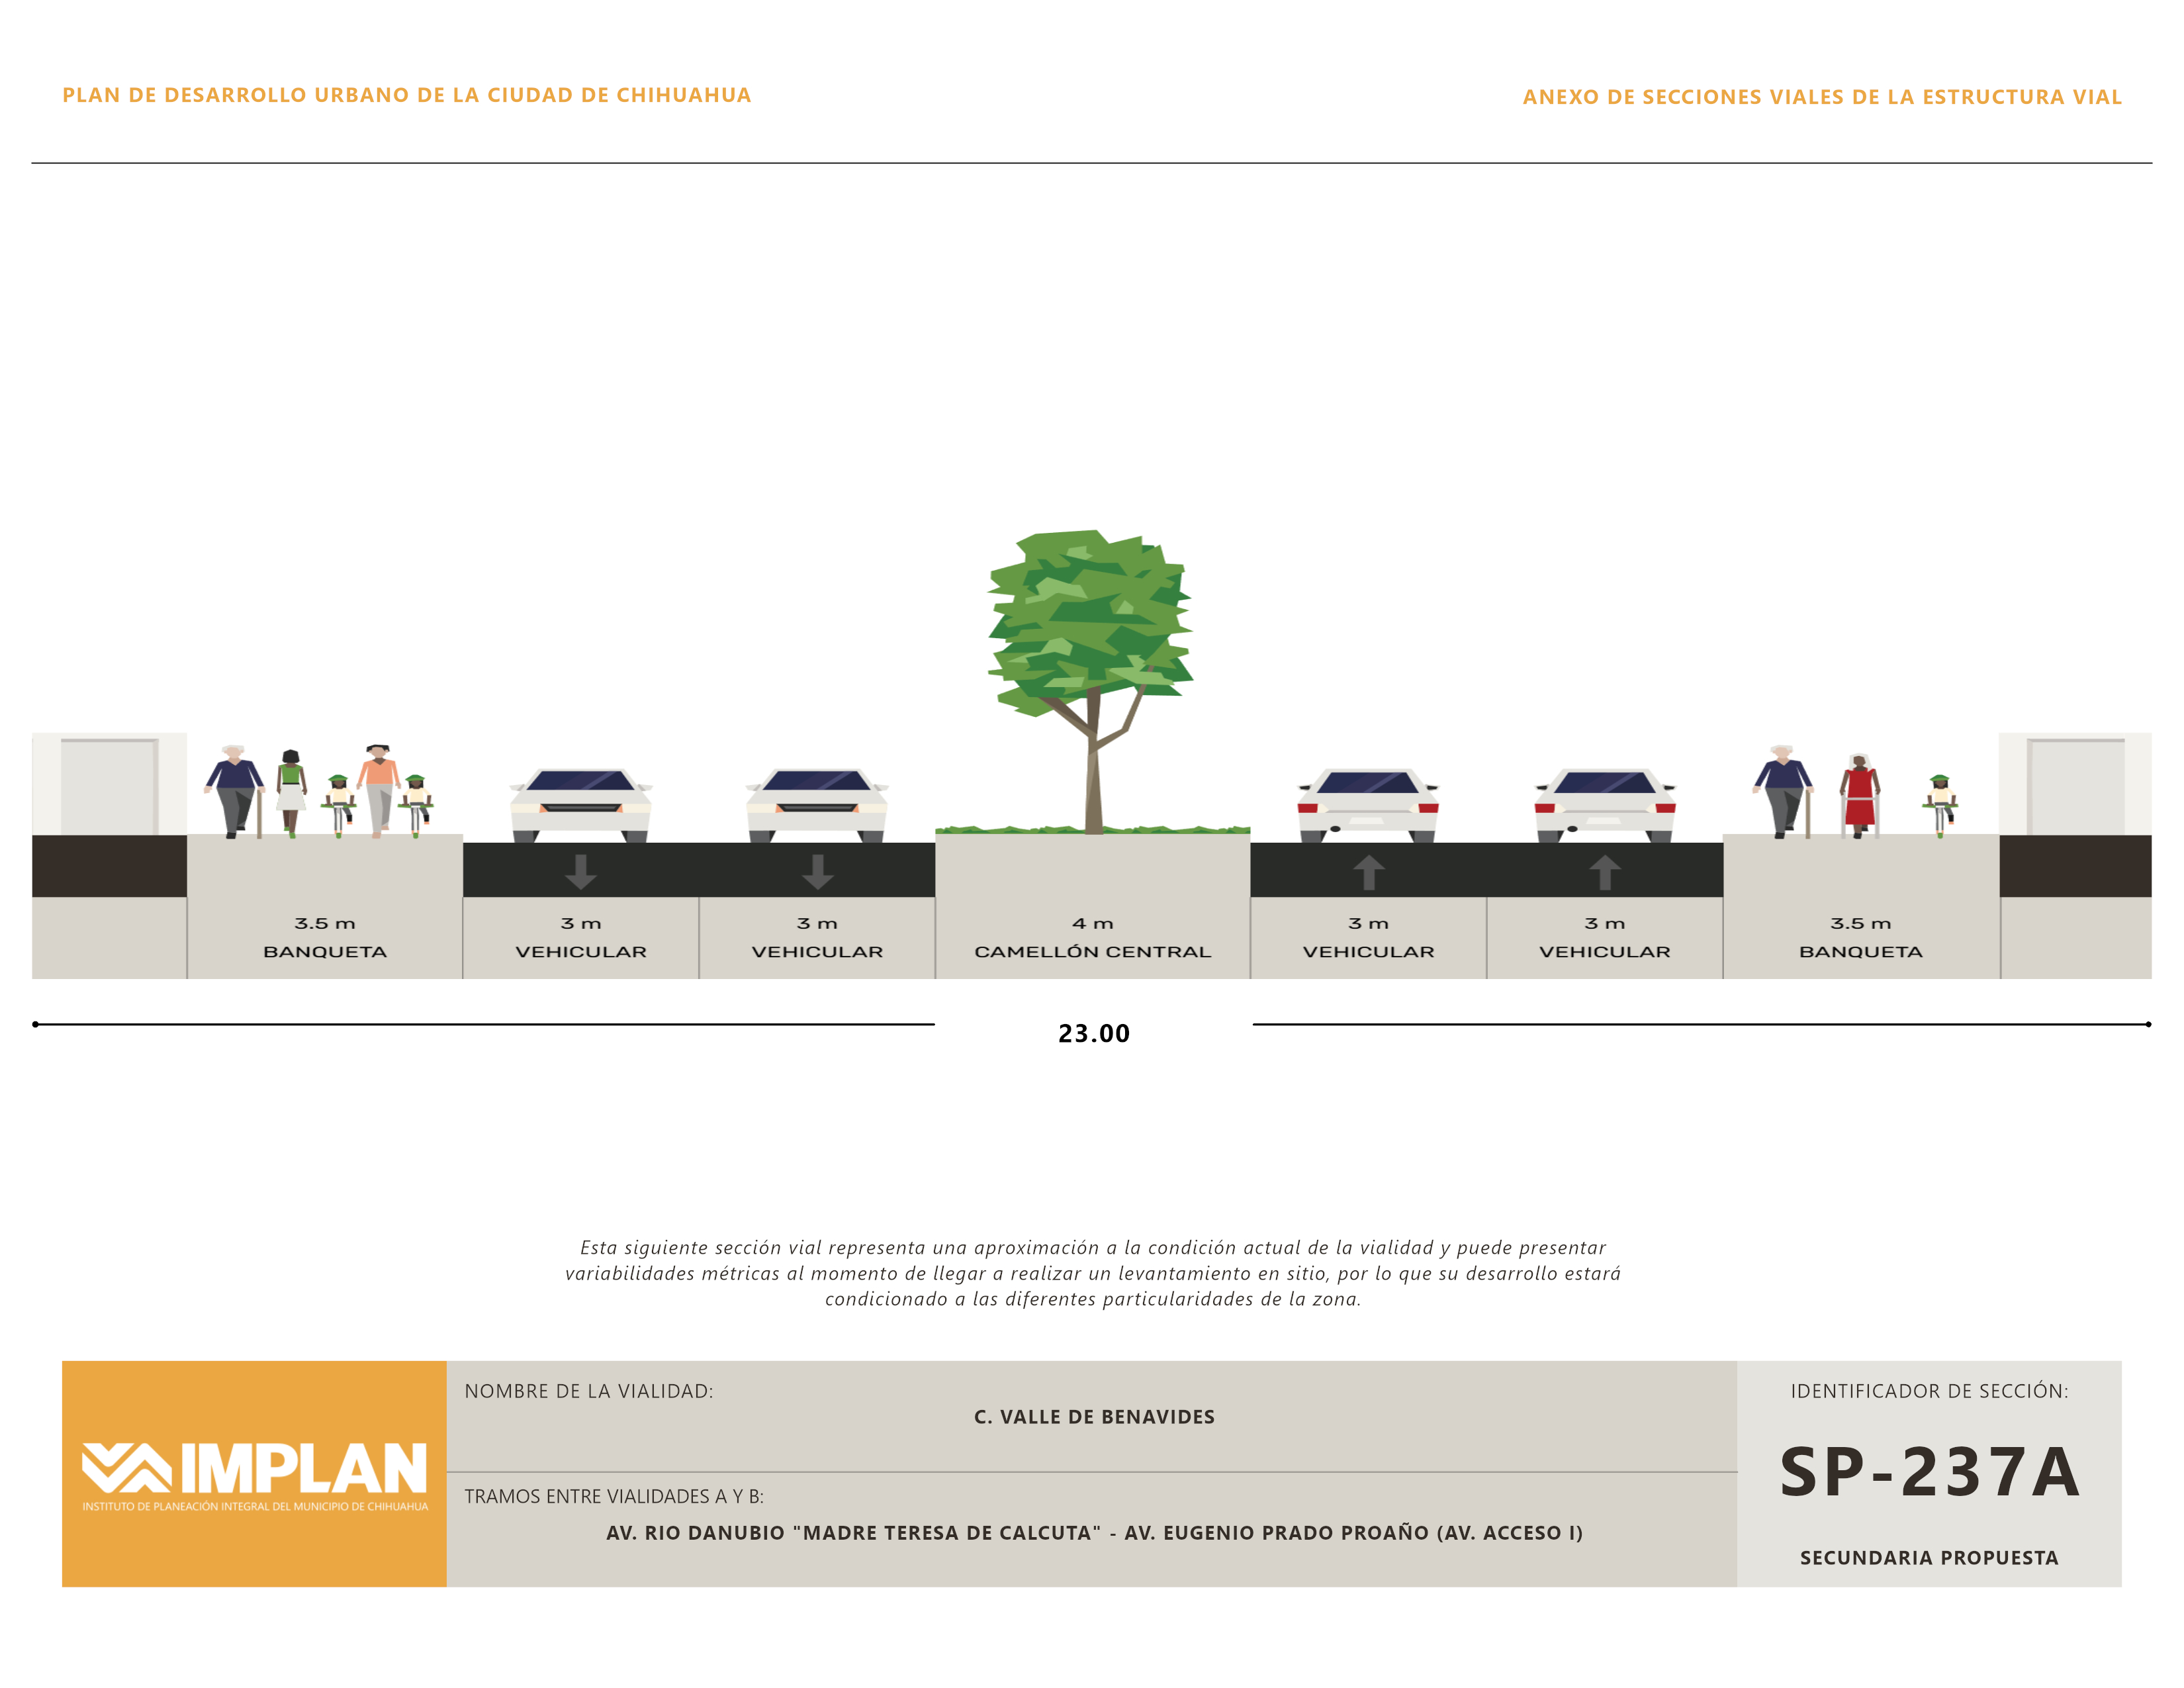 PLAN DE DESARROLLO URBANO DE LA CIUDAD DE CHIHUAHUA
ANEXO DE SECCIONES VIALES DE LA ESTRUCTURA VIAL
3.5 m
BANQUETA
3 m
VEHICULAR
3 m
VEHICULAR
4 m
CAMELLÓN CENTRAL
3 m
VEHICULAR
3 m
VEHICULAR
3.5 m
BANQUETA
23.00
Esta siguiente sección vial representa una aproximación a la condición actual de la vialidad y puede presentar
variabilidades métricas al momento de llegar a realizar un levantamiento en sitio, por lo que su desarrollo estará
condicionado a las diferentes particularidades de la zona.
IMPLAN
INSTITUTO DE PLANEACIÓN INTEGRAL DEL MUNICIPIO DE CHIHUAHUA
NOMBRE DE LA VIALIDAD:
C. VALLE DE BENAVIDES
TRAMOS ENTRE VIALIDADES A Y B:
AV. RIO DANUBIO "MADRE TERESA DE CALCUTA" - AV. EUGENIO PRADO PROAÑO (AV. ACCESO I)
IDENTIFICADOR DE SECCIÓN:
SP-237A
SECUNDARIA PROPUESTA